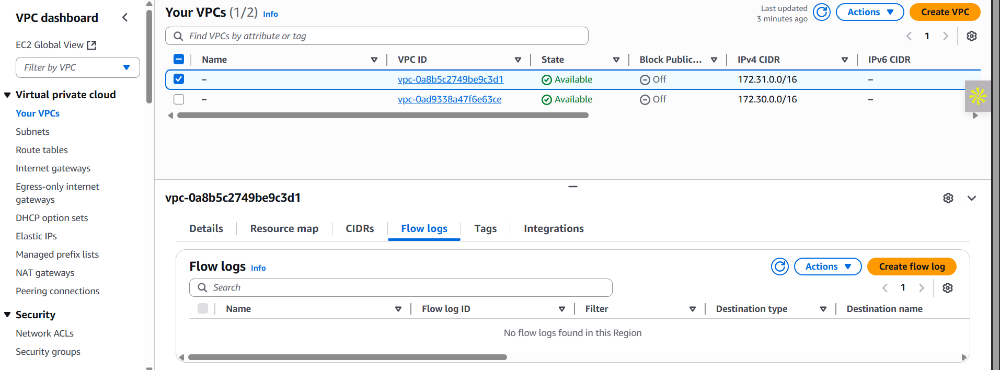 VPC dashboard
EC2 Global View
Filter by VPC
Virtual private cloud
Your VPCs
Subnets
Route tables
Internet gateways
Egress-only internet
gateways
DHCP option sets
Elastic IPs
Managed prefix lists
NAT gateways
Peering connections
Security
Network ACLs
Security groups
Your VPCs (1/2) Info
Last updated
3 minutes ago
Actions
Create VPC
Find VPCs by attribute or tag
1
Name VPC ID State Block Public... IPv4 CIDR IPv6 CIDR
– vpc-0a8b5c2749be9c3d1 Available Off 172.31.0.0/16 –
– vpc-0ad9338a47f6e63ce Available Off 172.30.0.0/16 –
vpc-0a8b5c2749be9c3d1
Details Resource map CIDRs Flow logs Tags Integrations
Flow logs Info
Actions
Create flow log
Search
1
Name Flow log ID Filter Destination type Destination name
No flow logs found in this Region